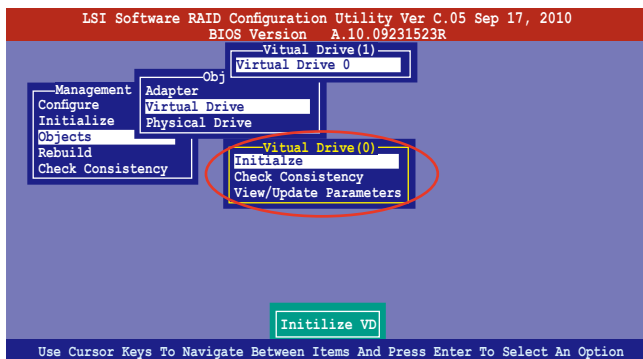 LSI Software RAID Configuration Utility Ver C.05 Sep 17, 2010
BIOS Version A.10.09231523R
Vitual Drive(1)
Virtual Drive 0
Obj
Adapter
Virtual Drive
Physical Drive
Management
Configure
Initialize
Objects
Rebuild
Check Consistency
Vitual Drive(0)
Initialze
Check Consistency
View/Update Parameters
Initilize VD
Use Cursor Keys To Navigate Between Items And Press Enter To Select An Option